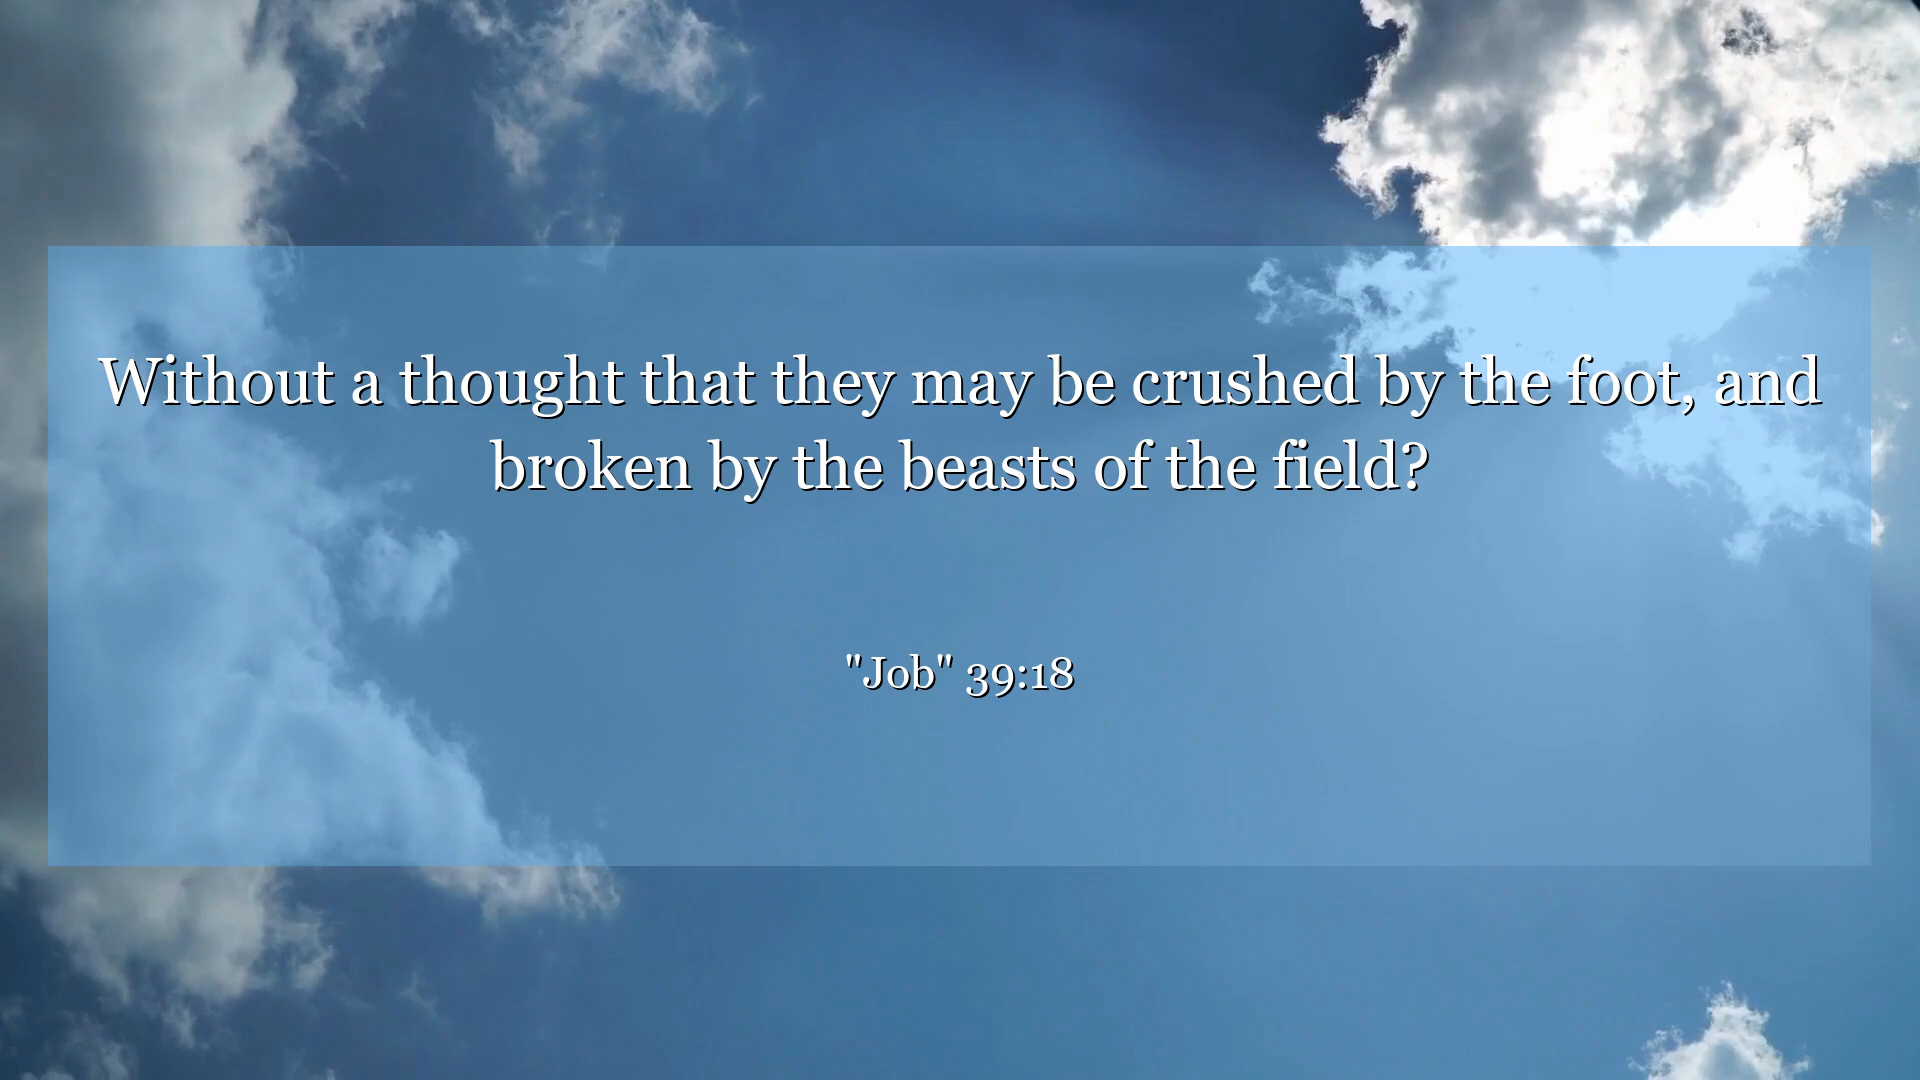 Without a thought that they may be crushed by the foot, and
broken by the beasts of the field?
"Job" 39:18